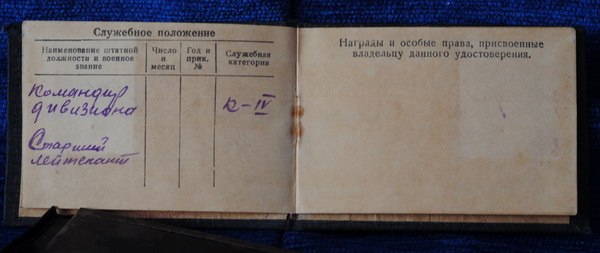 Служебное положение
Наименование штатной должности и военное звание
Число и месяц
Год и прик. №
Служебная категория
Командир
дивизиона
К-IV
Старший
лейтенант
Награды и особые права, присвоенные
владельцу данного удостоверения.